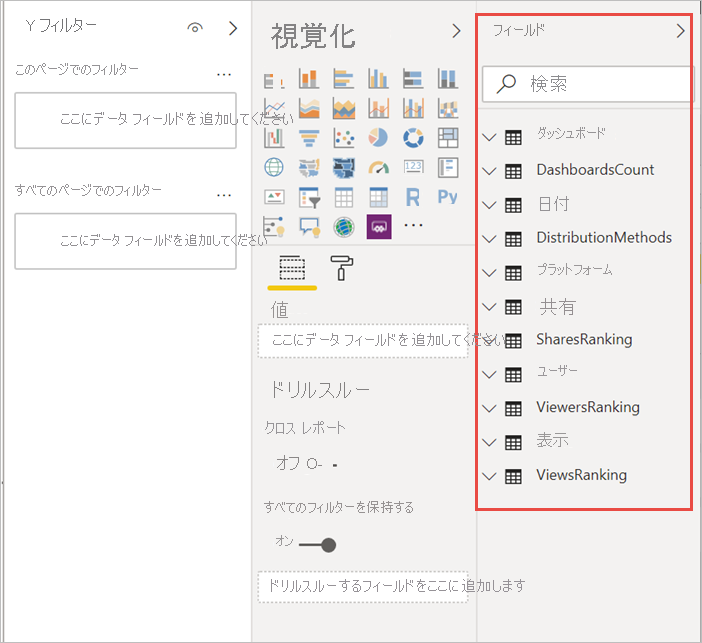 Y フィルター
このページでのフィルター
ここにデータ フィールドを追加してください
すべてのページでのフィルター
ここにデータ フィールドを追加してください
視覚化
123
R
Py
値
ここにデータ フィールドを追加してください
ドリルスルー
クロス レポート
オフ O-
すべてのフィルターを保持する
オン
ドリルスルーするフィールドをここに追加します
フィールド
検索
ダッシュボード
DashboardsCount
日付
DistributionMethods
プラットフォーム
共有
SharesRanking
ユーザー
ViewersRanking
表示
ViewsRanking